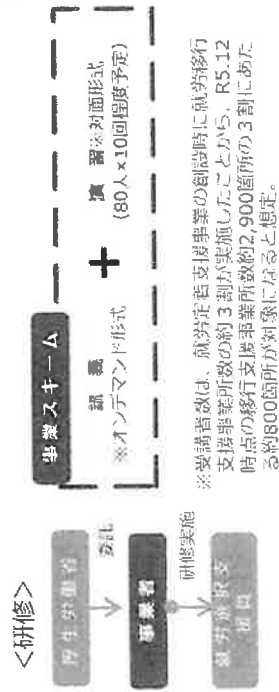 <研修>
厚生労働省
委託
事業者
研修実施
就労選択支
援員
事業スキーム
講義
※オンデマンド形式
+
演習※対面形式
(80人×10回程度予定)
※受講者数は、就労定着支援事業の創設時に就労移行
支援事業所数の約3割が実施したことから、R5.12
時点の移行支援事業所数約2,900箇所の3割にあた
る約800箇所が対象になると想定。